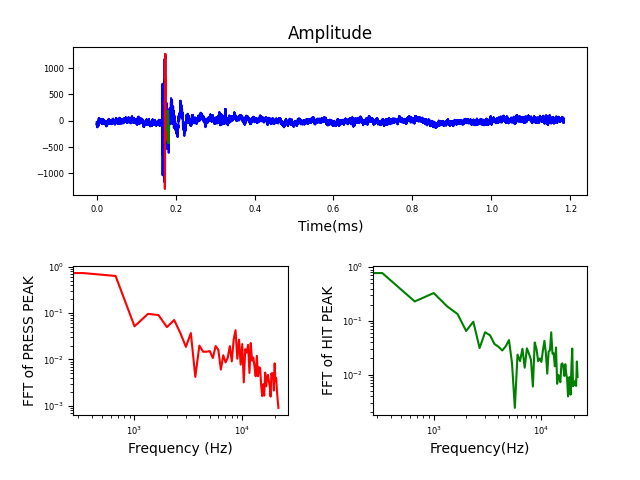 Amplitude
1000
500
0
−500
−1000
0.0 0.2 0.4 0.6 0.8 1.0 1.2
Time(ms)
FFT of PRESS PEAK
10⁰
10⁻¹
10⁻²
10⁻³
10³ 10⁴
Frequency (Hz)
FFT of HIT PEAK
10⁰
10⁻¹
10⁻²
10³ 10⁴
Frequency(Hz)